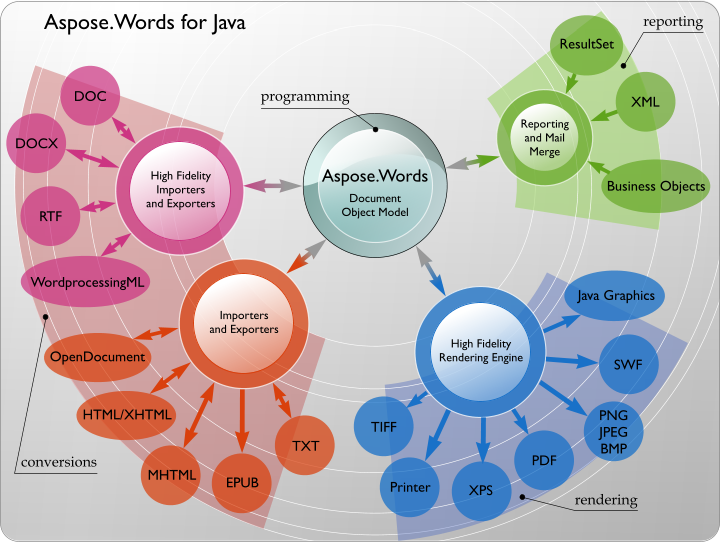 Aspose.Words for Java
reporting
programming
conversions
rendering
Aspose.Words
Document
Object Model
High Fidelity
Importers
and Exporters
DOC
DOCX
RTF
WordprocessingML
Importers
and Exporters
OpenDocument
HTML/XHTML
MHTML
EPUB
TXT
High Fidelity
Rendering Engine
TIFF
Printer
XPS
PDF
PNG
JPEG
BMP
SWF
Java Graphics
Reporting
and Mail
Merge
ResultSet
XML
Business Objects